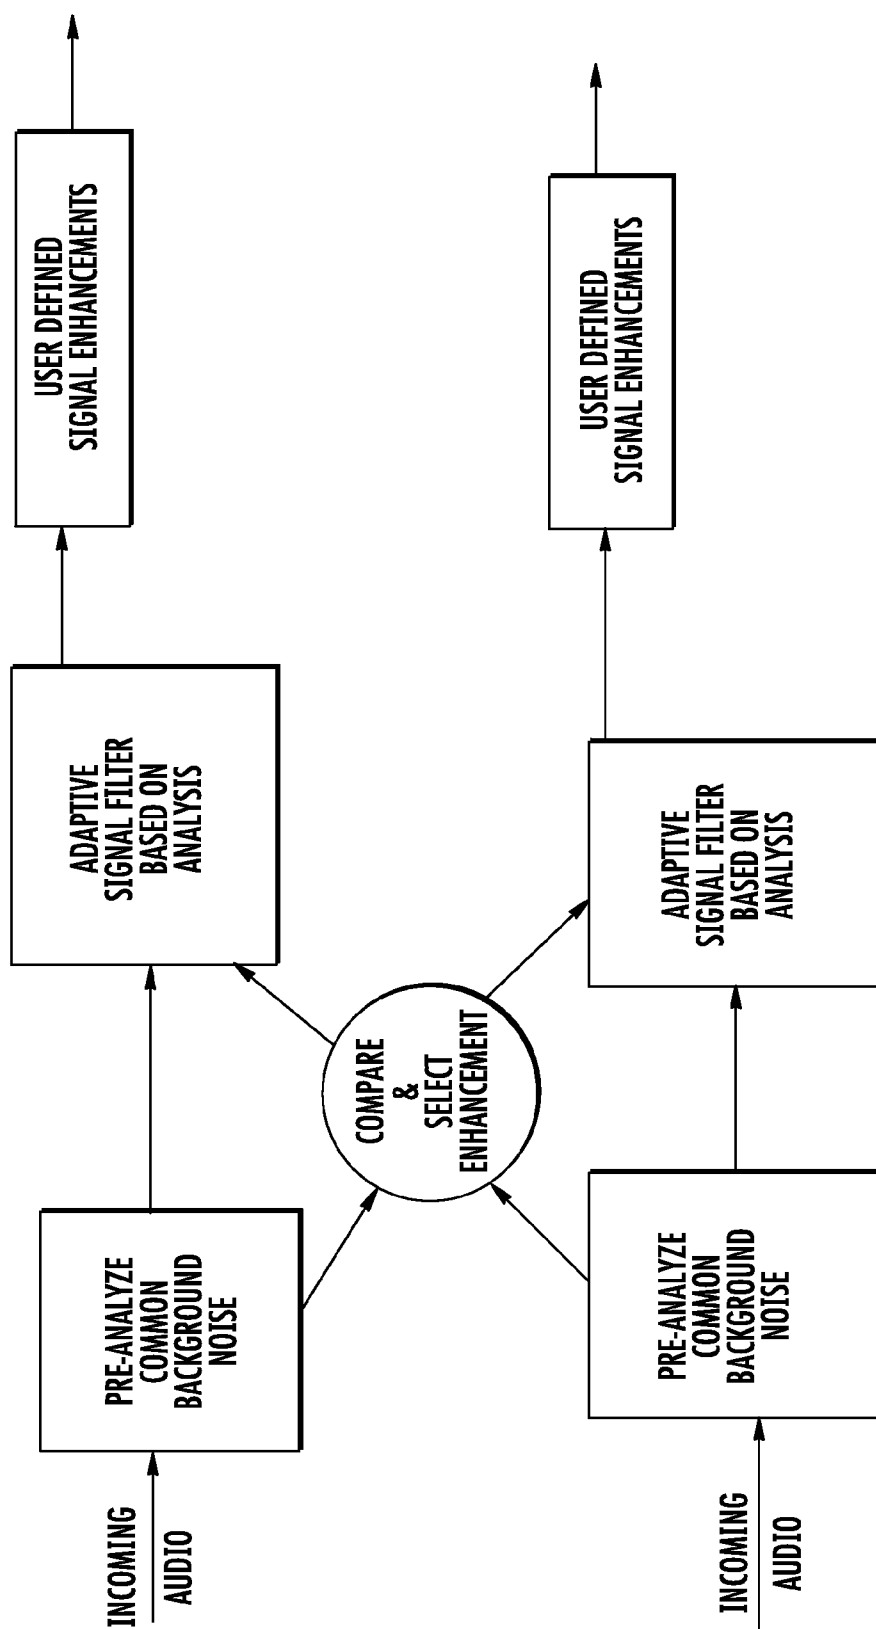 INCOMING
AUDIO
PRE-ANALYZE
COMMON
BACKGROUND
NOISE
ADAPTIVE
SIGNAL FILTER
BASED ON
ANALYSIS
USER DEFINED
SIGNAL ENHANCEMENTS
COMPARE
&
SELECT
ENHANCEMENT
INCOMING
AUDIO
PRE-ANALYZE
COMMON
BACKGROUND
NOISE
ADAPTIVE
SIGNAL FILTER
BASED ON
ANALYSIS
USER DEFINED
SIGNAL ENHANCEMENTS